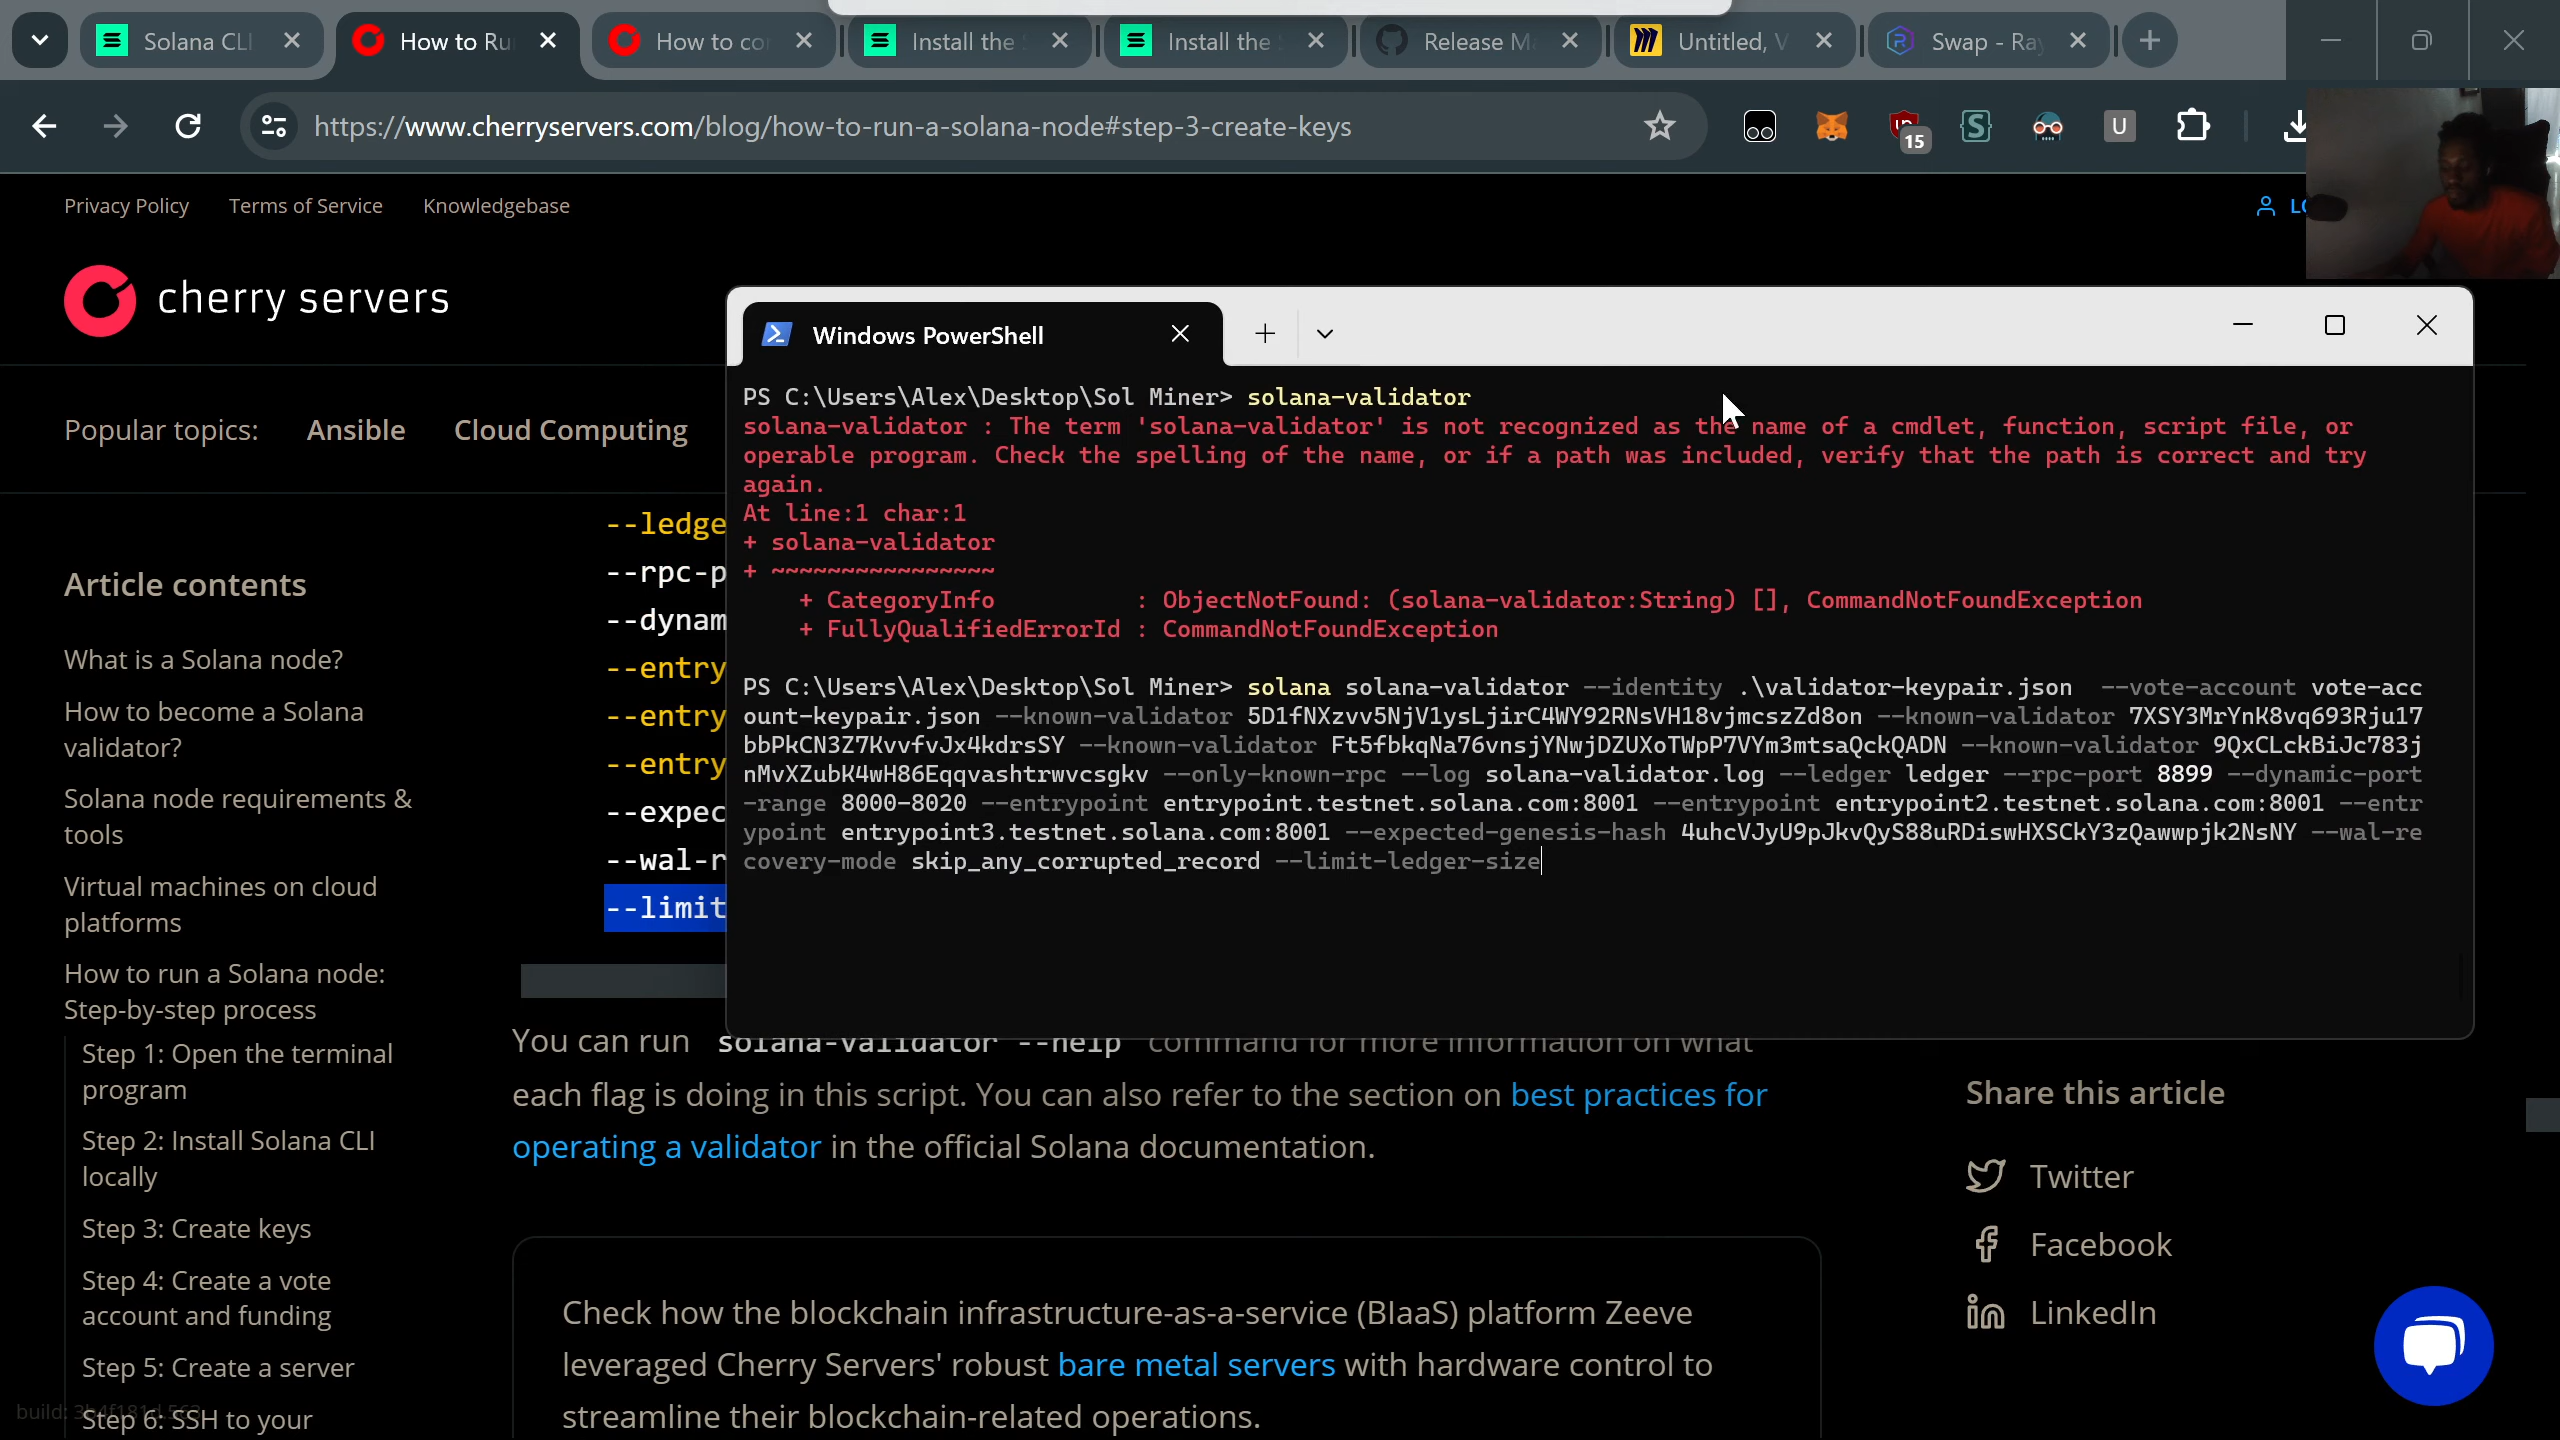 Solana CLI
How to Ru
How to co
Install the
Install the
Release M
Untitled, V
Swap - Ray
https://www.cherryservers.com/blog/how-to-run-a-solana-node#step-3-create-keys
15
U
Privacy Policy
Terms of Service
Knowledgebase
LO
cherry servers
Popular topics:
Ansible
Cloud Computing
Windows PowerShell
PS C:\Users\Alex\Desktop\Sol Miner> solana-validator
solana-validator : The term 'solana-validator' is not recognized as the name of a cmdlet, function, script file, or
operable program. Check the spelling of the name, or if a path was included, verify that the path is correct and try
again.
At line:1 char:1
+ solana-validator
+ ~~~~~~~~~~~~~~~~
+ CategoryInfo          : ObjectNotFound: (solana-validator:String) [], CommandNotFoundException
+ FullyQualifiedErrorId : CommandNotFoundException
PS C:\Users\Alex\Desktop\Sol Miner> solana solana-validator --identity .\validator-keypair.json  --vote-account vote-acc
ount-keypair.json --known-validator 5D1fNXzvv5NjV1ysLjirC4WY92RNsVH18vjmcszZd8on --known-validator 7XSY3MrYnK8vq693Rju17
bbPkCN3Z7KvvfvJx4kdrsSY --known-validator Ft5fbkqNa76vnsjYNwjDZUXoTWpP7VYm3mtsaQckQADN --known-validator 9QxCLckBiJc783j
nMvXZubK4wH86Eqqvashtrwvcsgkv --only-known-rpc --log solana-validator.log --ledger ledger --rpc-port 8899 --dynamic-port
-range 8000-8020 --entrypoint entrypoint.testnet.solana.com:8001 --entrypoint entrypoint2.testnet.solana.com:8001 --entr
ypoint entrypoint3.testnet.solana.com:8001 --expected-genesis-hash 4uhcVJyU9pJkvQyS88uRDiswHXSCkY3zQawwpjk2NsNY --wal-re
covery-mode skip_any_corrupted_record --limit-ledger-size
--ledge
--rpc-p
--dynam
--entry
--entry
--entry
--expec
--wal-r
--limit
Article contents
What is a Solana node?
How to become a Solana
validator?
Solana node requirements &
tools
Virtual machines on cloud
platforms
How to run a Solana node:
Step-by-step process
Step 1: Open the terminal
program
Step 2: Install Solana CLI
locally
Step 3: Create keys
Step 4: Create a vote
account and funding
Step 5: Create a server
Step 6: SSH to your
You can run solana-validator --help command for more information on what
each flag is doing in this script. You can also refer to the section on best practices for
operating a validator in the official Solana documentation.
Check how the blockchain infrastructure-as-a-service (BIaaS) platform Zeeve
leveraged Cherry Servers' robust bare metal servers with hardware control to
streamline their blockchain-related operations.
Share this article
Twitter
Facebook
LinkedIn
build: